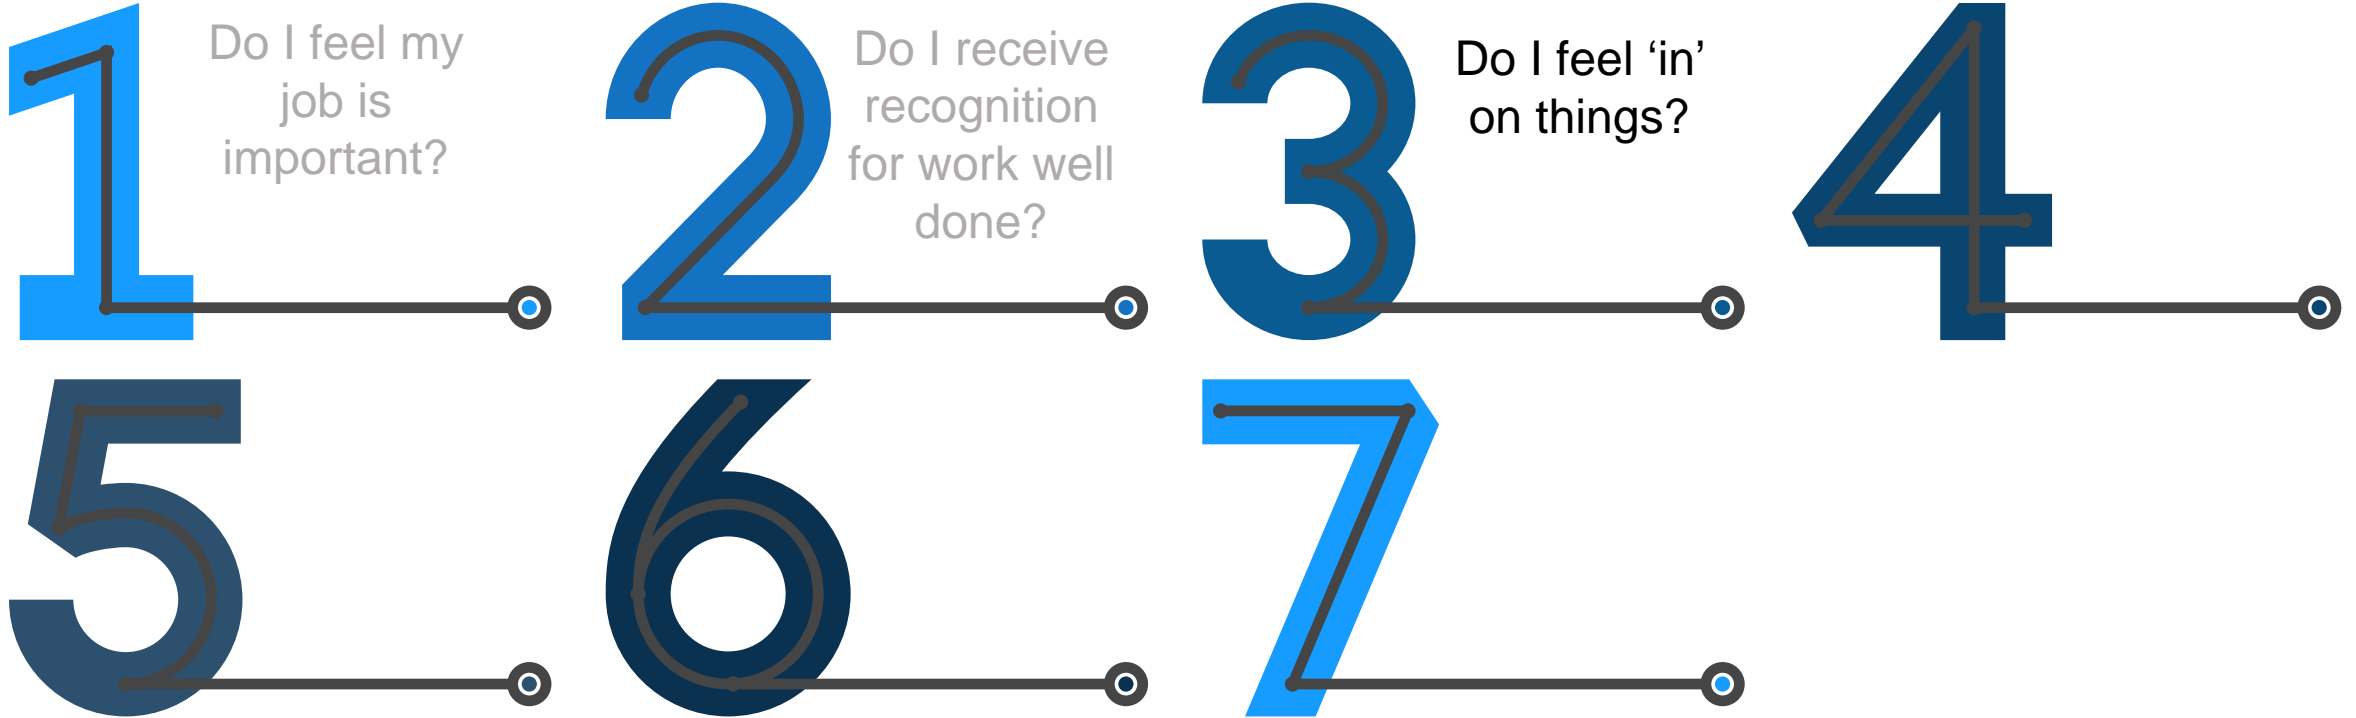 1
Do I feel my
job is
important?
2
Do I receive
recognition
for work well
done?
3
Do I feel ‘in’
on things?
4
5
6
7